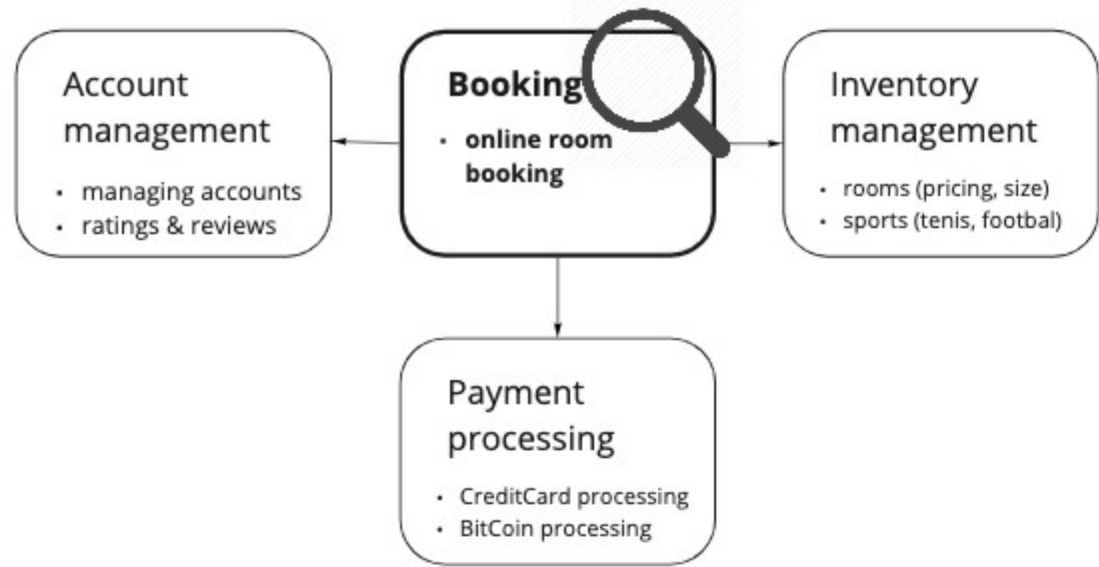 Account
management
• managing accounts
• ratings & reviews
Booking
• online room
booking
Inventory
management
• rooms (pricing, size)
• sports (tenis, footbal)
Payment
processing
• CreditCard processing
• BitCoin processing